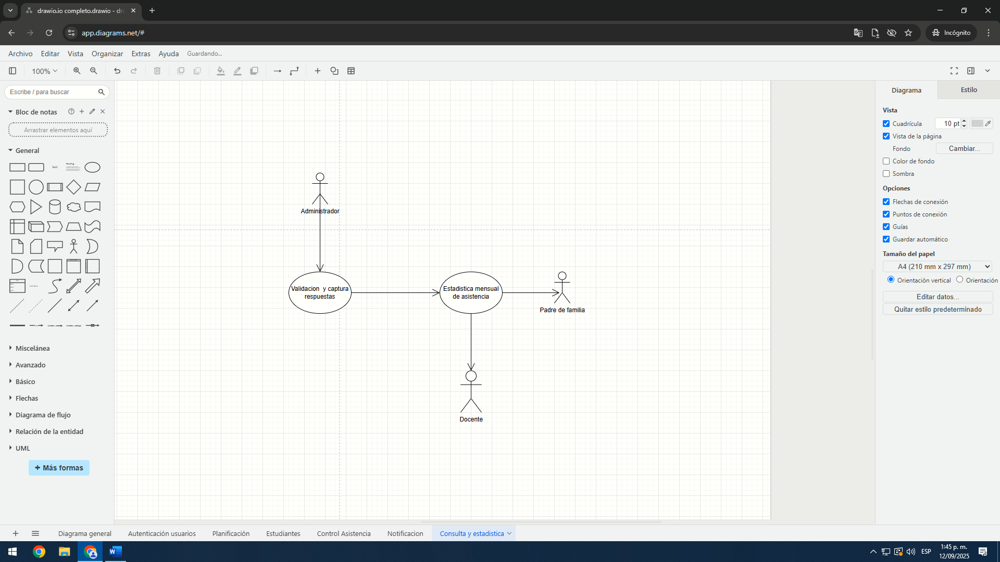 drawio.io completo.drawio - dr
app.diagrams.net/#
Incógnito
Archivo Editar Vista Organizar Extras Ayuda Guardando...
100%
Escribe / para buscar
Bloc de notas
Arrastrar elementos aquí
General
Text
Heading
Misceláneo
Avanzado
Básico
Flechas
Diagrama de flujo
Relación de la entidad
UML
+ Más formas
Administrador
Validacion y captura
respuestas
Estadistica mensual
de asistencia
Padre de familia
Docente
Diagrama Estilo
Vista
Cuadrícula 10 pt
Vista de la página
Fondo Cambiar...
Color de fondo
Sombra
Opciones
Flechas de conexión
Puntos de conexión
Guías
Guardar automático
Tamaño del papel
A4 (210 mm x 297 mm)
Orientación vertical Orientación
Editar datos...
Quitar estilo predeterminado
Diagrama general Autenticación usuarios Planificación Estudiantes Control Asistencia Notificacion Consulta y estadistica
ESP
1:45 p. m.
12/09/2025